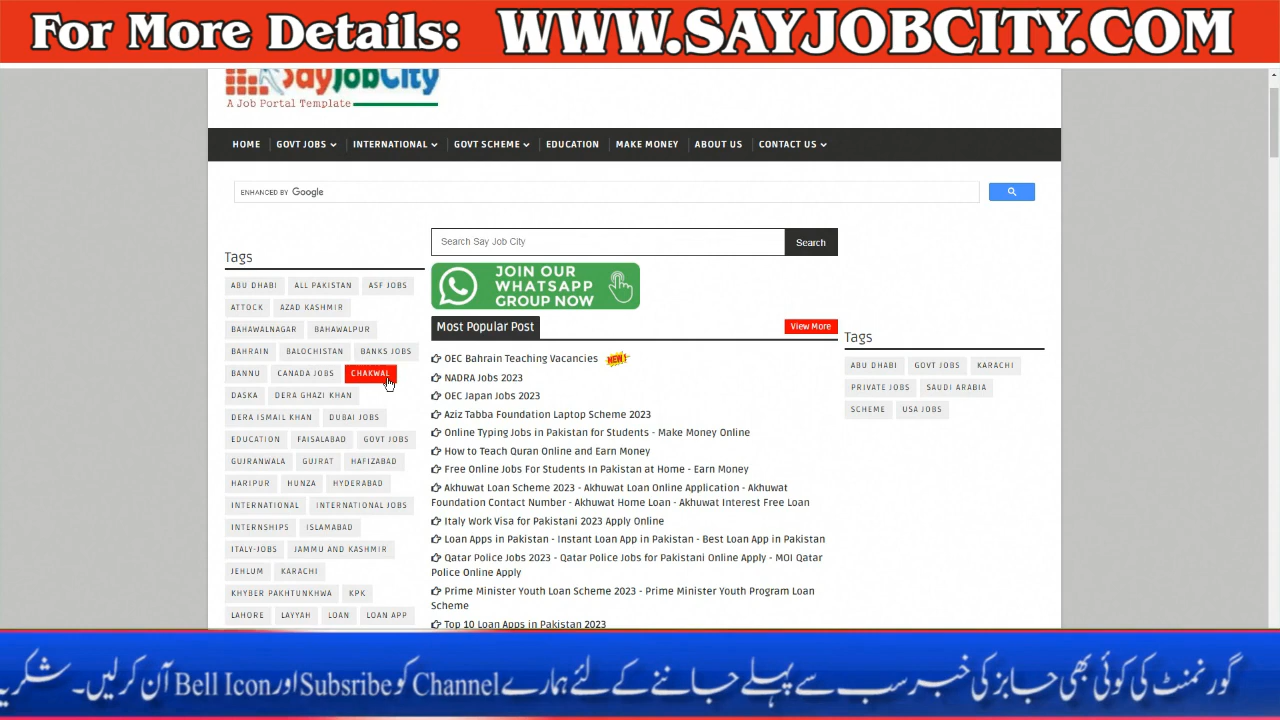 For More Details: WWW.SAYJOBCITY.COM
SayJobCity
A Job Portal Template
HOME GOVT JOBS INTERNATIONAL GOVT SCHEME EDUCATION MAKE MONEY ABOUT US CONTACT US
ENHANCED BY Google
Search Say Job City Search
Tags
ABU DHABI ALL PAKISTAN ASF JOBS
ATTOCK AZAD KASHMIR
BAHAWALNAGAR BAHAWALPUR
BAHRAIN BALOCHISTAN BANKS JOBS
BANNU CANADA JOBS CHAKWAL
DASKA DERA GHAZI KHAN
DERA ISMAIL KHAN DUBAI JOBS
EDUCATION FAISALABAD GOVT JOBS
GUJRANWALA GUJRAT HAFIZABAD
HARIPUR HUNZA HYDERABAD
INTERNATIONAL INTERNATIONAL JOBS
INTERNSHIPS ISLAMABAD
ITALY-JOBS JAMMU AND KASHMIR
JEHLUM KARACHI
KHYBER PAKHTUNKHWA KPK
LAHORE LAYYAH LOAN LOAN APP
JOIN OUR
WHATSAPP
GROUP NOW
Most Popular Post View More
OEC Bahrain Teaching Vacancies NEW!
NADRA Jobs 2023
OEC Japan Jobs 2023
Aziz Tabba Foundation Laptop Scheme 2023
Online Typing Jobs in Pakistan for Students - Make Money Online
How to Teach Quran Online and Earn Money
Free Online Jobs For Students In Pakistan at Home - Earn Money
Akhuwat Loan Scheme 2023 - Akhuwat Loan Online Application - Akhuwat
Foundation Contact Number - Akhuwat Home Loan - Akhuwat Interest Free Loan
Italy Work Visa for Pakistani 2023 Apply Online
Loan Apps in Pakistan - Instant Loan App in Pakistan - Best Loan App in Pakistan
Qatar Police Jobs 2023 - Qatar Police Jobs for Pakistani Online Apply - MOI Qatar
Police Online Apply
Prime Minister Youth Loan Scheme 2023 - Prime Minister Youth Program Loan
Scheme
Top 10 Loan Apps in Pakistan 2023
Tags
ABU DHABI GOVT JOBS KARACHI
PRIVATE JOBS SAUDI ARABIA
SCHEME USA JOBS
گورنمنٹ کی کوئی بھی جابز کی خبر سب سے پہلے جاننے کے لئے ہمارے Channel کو Subsribe اور Bell Icon آن کرلیں۔ شکریہ